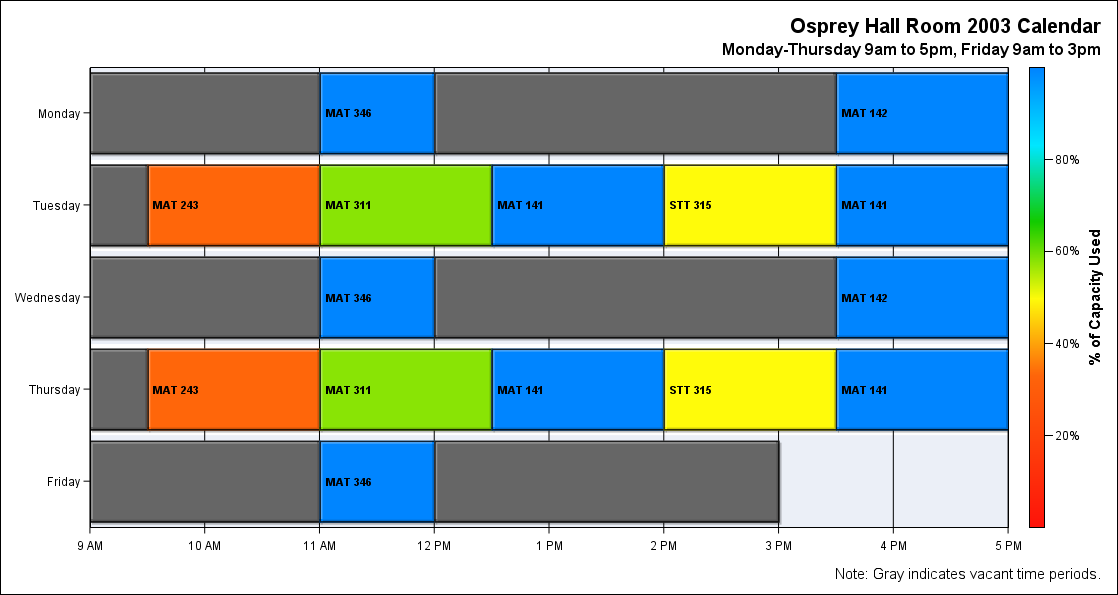 Osprey Hall Room 2003 Calendar
Monday-Thursday 9am to 5pm, Friday 9am to 3pm
Monday
MAT 346
MAT 142
Tuesday
MAT 243
MAT 311
MAT 141
STT 315
MAT 141
Wednesday
MAT 346
MAT 142
Thursday
MAT 243
MAT 311
MAT 141
STT 315
MAT 141
Friday
MAT 346
9 AM
10 AM
11 AM
12 PM
1 PM
2 PM
3 PM
4 PM
5 PM
80%
60%
40%
20%
% of Capacity Used
Note: Gray indicates vacant time periods.